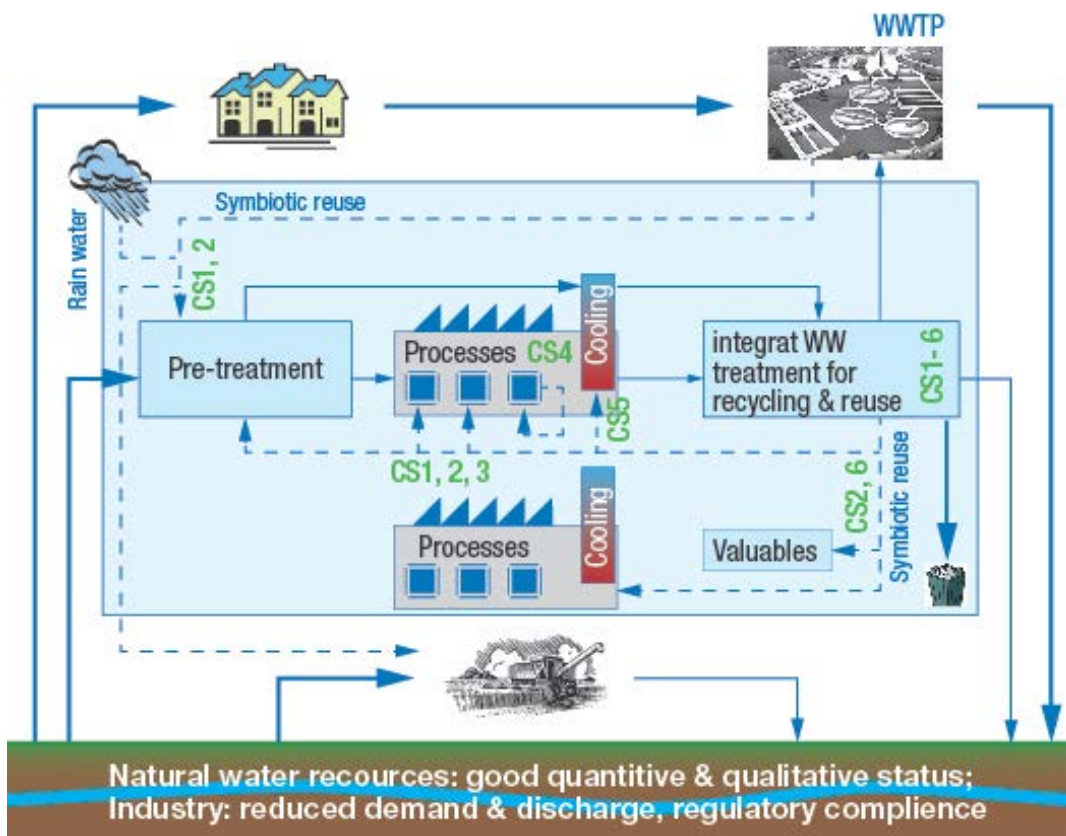 WWTP
Symbiotic reuse
Rain water
CS1, 2
Pre-treatment
Processes CS4
Cooling
CS5
integrat WW
treatment for
recycling & reuse
CS1- 6
CS1, 2, 3
Processes
Cooling
Valuables
CS2, 6
Symbiotic reuse
Natural water recources: good quantitive & qualitative status;
Industry: reduced demand & discharge, regulatory complience